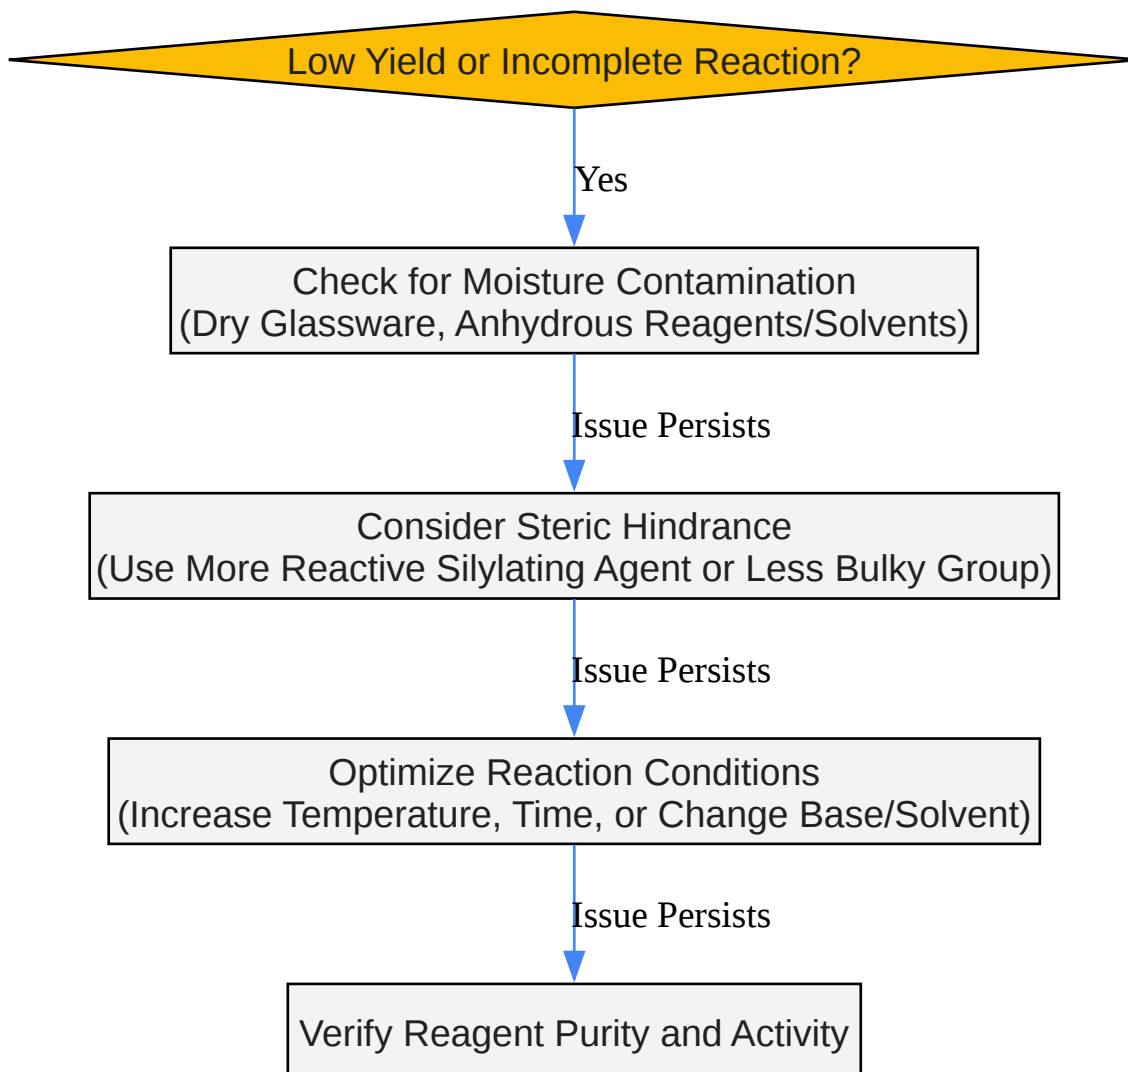 Low Yield or Incomplete Reaction?
Yes
Check for Moisture Contamination
(Dry Glassware, Anhydrous Reagents/Solvents)
Issue Persists
Consider Steric Hindrance
(Use More Reactive Silylating Agent or Less Bulky Group)
Issue Persists
Optimize Reaction Conditions
(Increase Temperature, Time, or Change Base/Solvent)
Issue Persists
Verify Reagent Purity and Activity